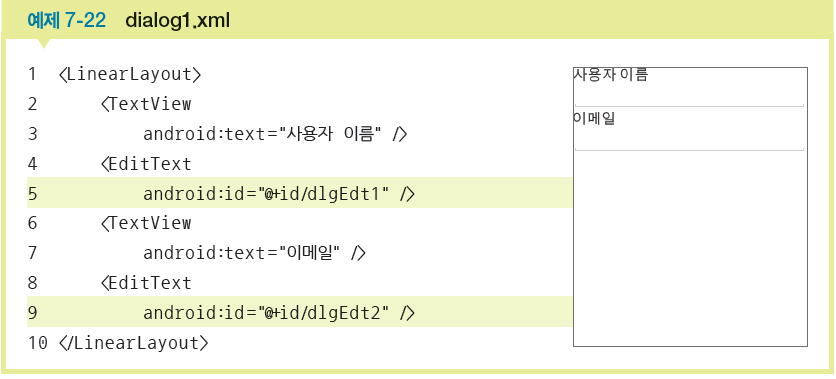 예제 7-22 dialog1.xml
1 <LinearLayout>
2 <TextView
3 android:text="사용자 이름" />
4 <EditText
5 android:id="@+id/dlgEdt1" />
6 <TextView
7 android:text="이메일" />
8 <EditText
9 android:id="@+id/dlgEdt2" />
10 </LinearLayout>
사용자 이름
이메일